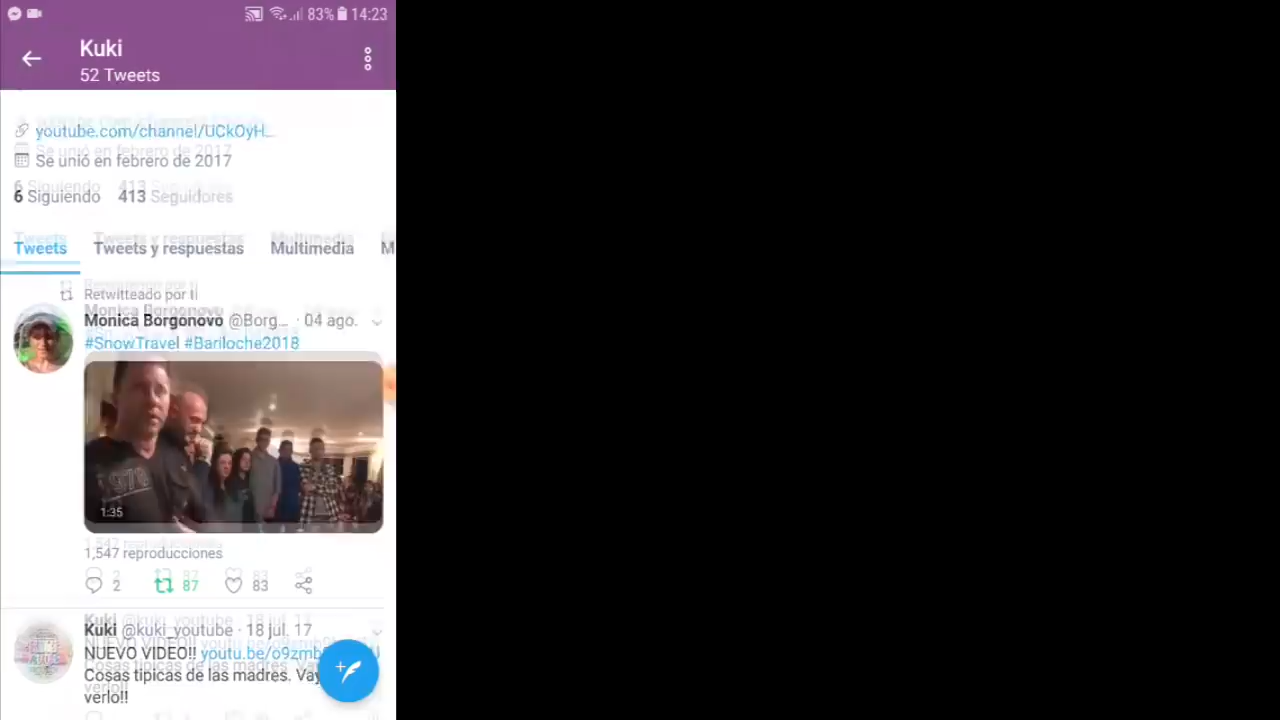 83% 14:23
Kuki
52 Tweets
youtube.com/channel/UCkOyH...
Se unió en febrero de 2017
6 Siguiendo 413 Seguidores
Tweets Tweets y respuestas Multimedia M
Retwitteado por ti
Monica Borgonovo @Borg... · 04 ago.
#SnowTravel #Bariloche2018
1970
1:35
1,547 reproducciones
2 87 83
Kuki @kuki_youtube · 18 jul. 17
NUEVO VIDEO!! youtu.be/o9zmb
Cosas tipicas de las madres. Vay
verlo!!